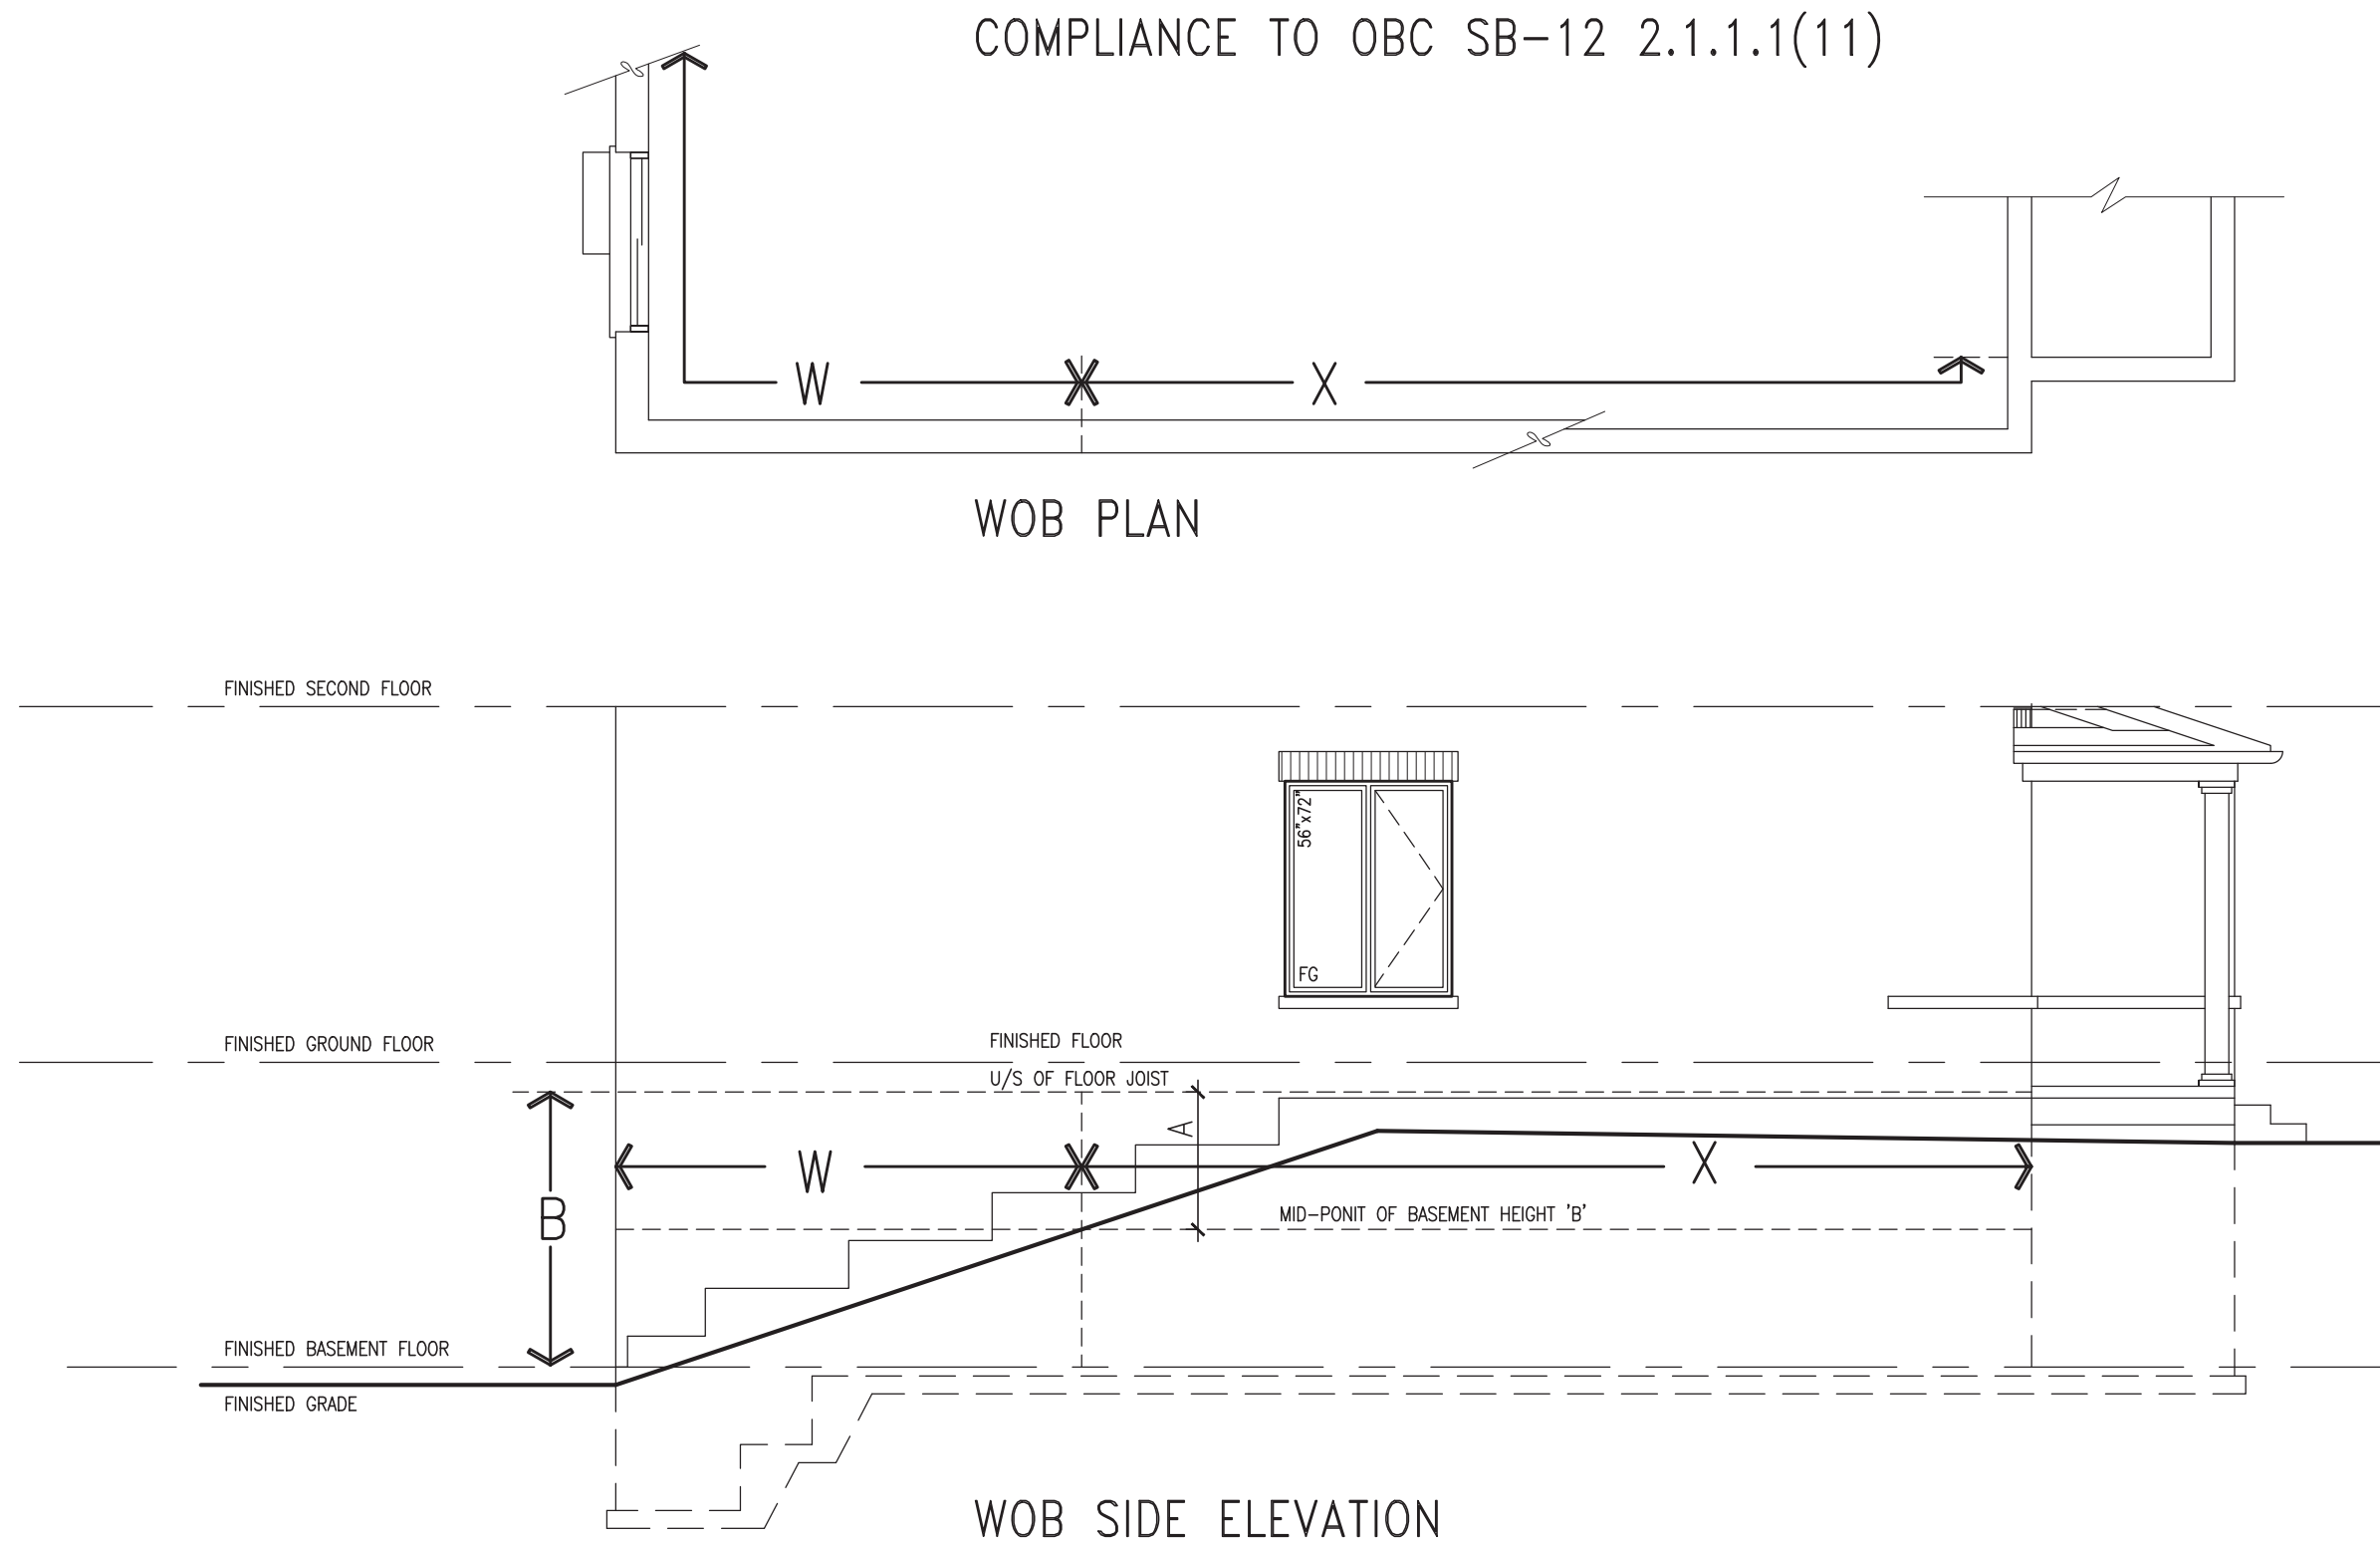 COMPLIANCE TO OBC SB-12 2.1.1.1(11)
W X
WOB PLAN
FINISHED SECOND FLOOR
56"x72"
FG
FINISHED GROUND FLOOR
FINISHED FLOOR
U/S OF FLOOR JOIST
A
W X
B
MID-PONIT OF BASEMENT HEIGHT 'B'
FINISHED BASEMENT FLOOR
FINISHED GRADE
WOB SIDE ELEVATION